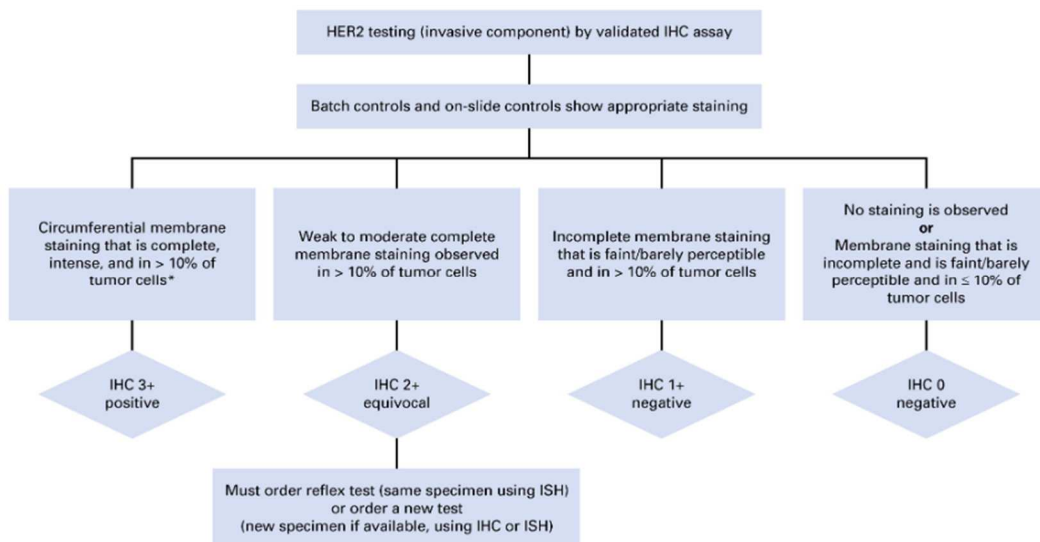 HER2 testing (invasive component) by validated IHC assay
Batch controls and on-slide controls show appropriate staining
Circumferential membrane
staining that is complete,
intense, and in > 10% of
tumor cells*
Weak to moderate complete
membrane staining observed
in > 10% of tumor cells
Incomplete membrane staining
that is faint/barely perceptible
and in > 10% of tumor cells
No staining is observed
or
Membrane staining that is
incomplete and is faint/barely
perceptible and in ≤ 10% of
tumor cells
IHC 3+
positive
IHC 2+
equivocal
IHC 1+
negative
IHC 0
negative
Must order reflex test (same specimen using ISH)
or order a new test
(new specimen if available, using IHC or ISH)